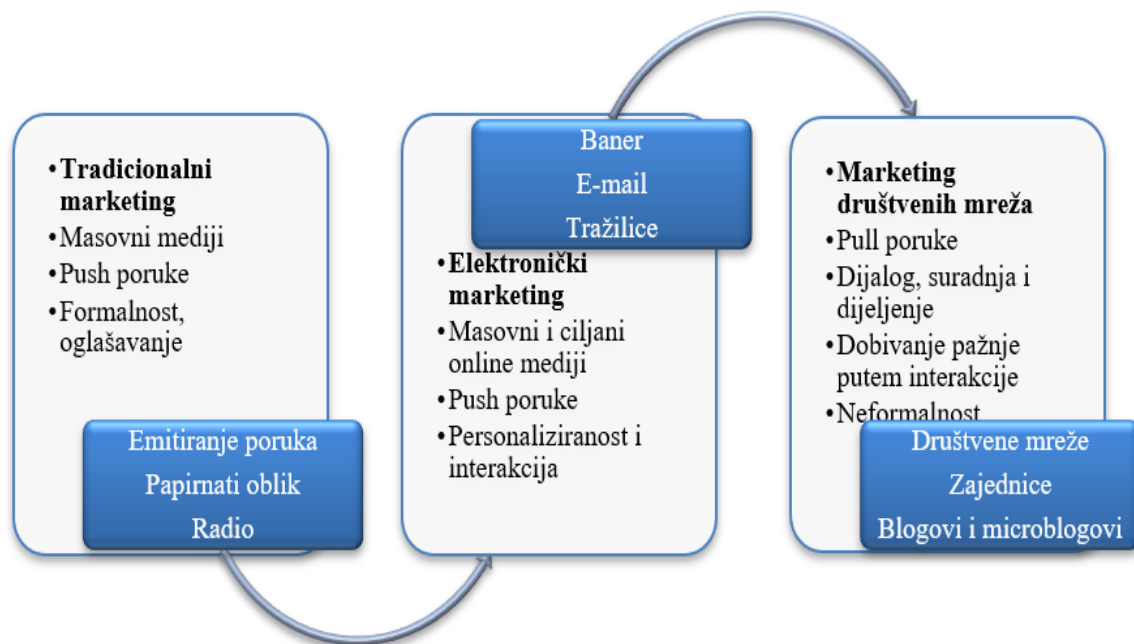 •Tradicionalni
marketing
•Masovni mediji
•Push poruke
•Formalnost,
oglašavanje
Emitiranje poruka
Papirnati oblik
Radio
Baner
E-mail
Tražilice
•Elektronički
marketing
•Masovni i ciljani
online mediji
•Push poruke
•Personaliziranost i
interakcija
•Marketing
društvenih mreža
•Pull poruke
•Dijalog, suradnja i
dijeljenje
•Dobivanje pažnje
putem interakcije
•Neformalnost
Društvene mreže
Zajednice
Blogovi i microblogovi